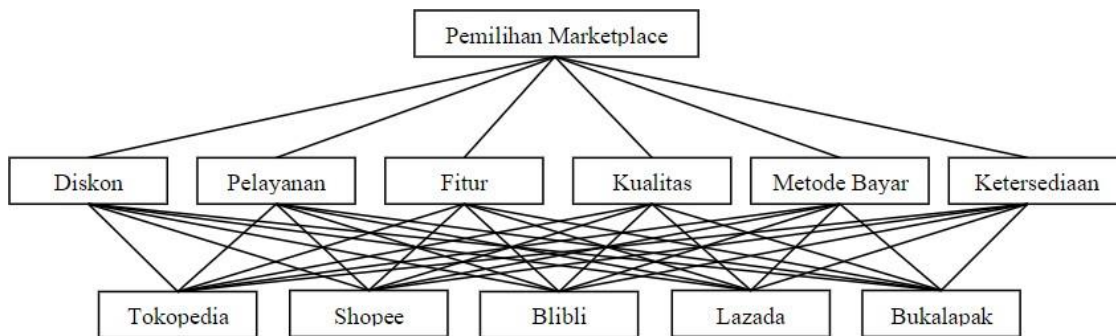 Pemilihan Marketplace
Diskon
Pelayanan
Fitur
Kualitas
Metode Bayar
Ketersediaan
Tokopedia
Shopee
Blibli
Lazada
Bukalapak